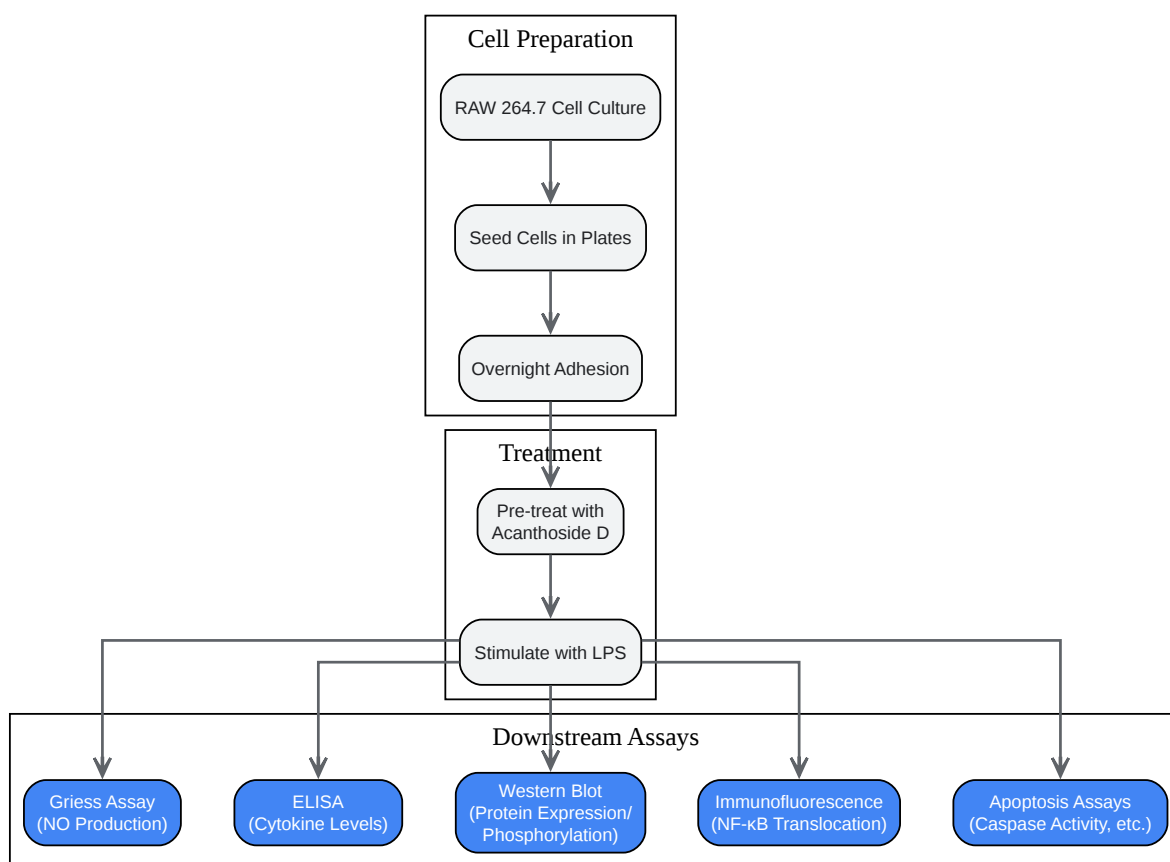 Cell Preparation
RAW 264.7 Cell Culture
Seed Cells in Plates
Overnight Adhesion
Treatment
Pre-treat with
Acanthoside D
Stimulate with LPS
Downstream Assays
Griess Assay
(NO Production)
ELISA
(Cytokine Levels)
Western Blot
(Protein Expression/
Phosphorylation)
Immunofluorescence
(NF-κB Translocation)
Apoptosis Assays
(Caspase Activity, etc.)